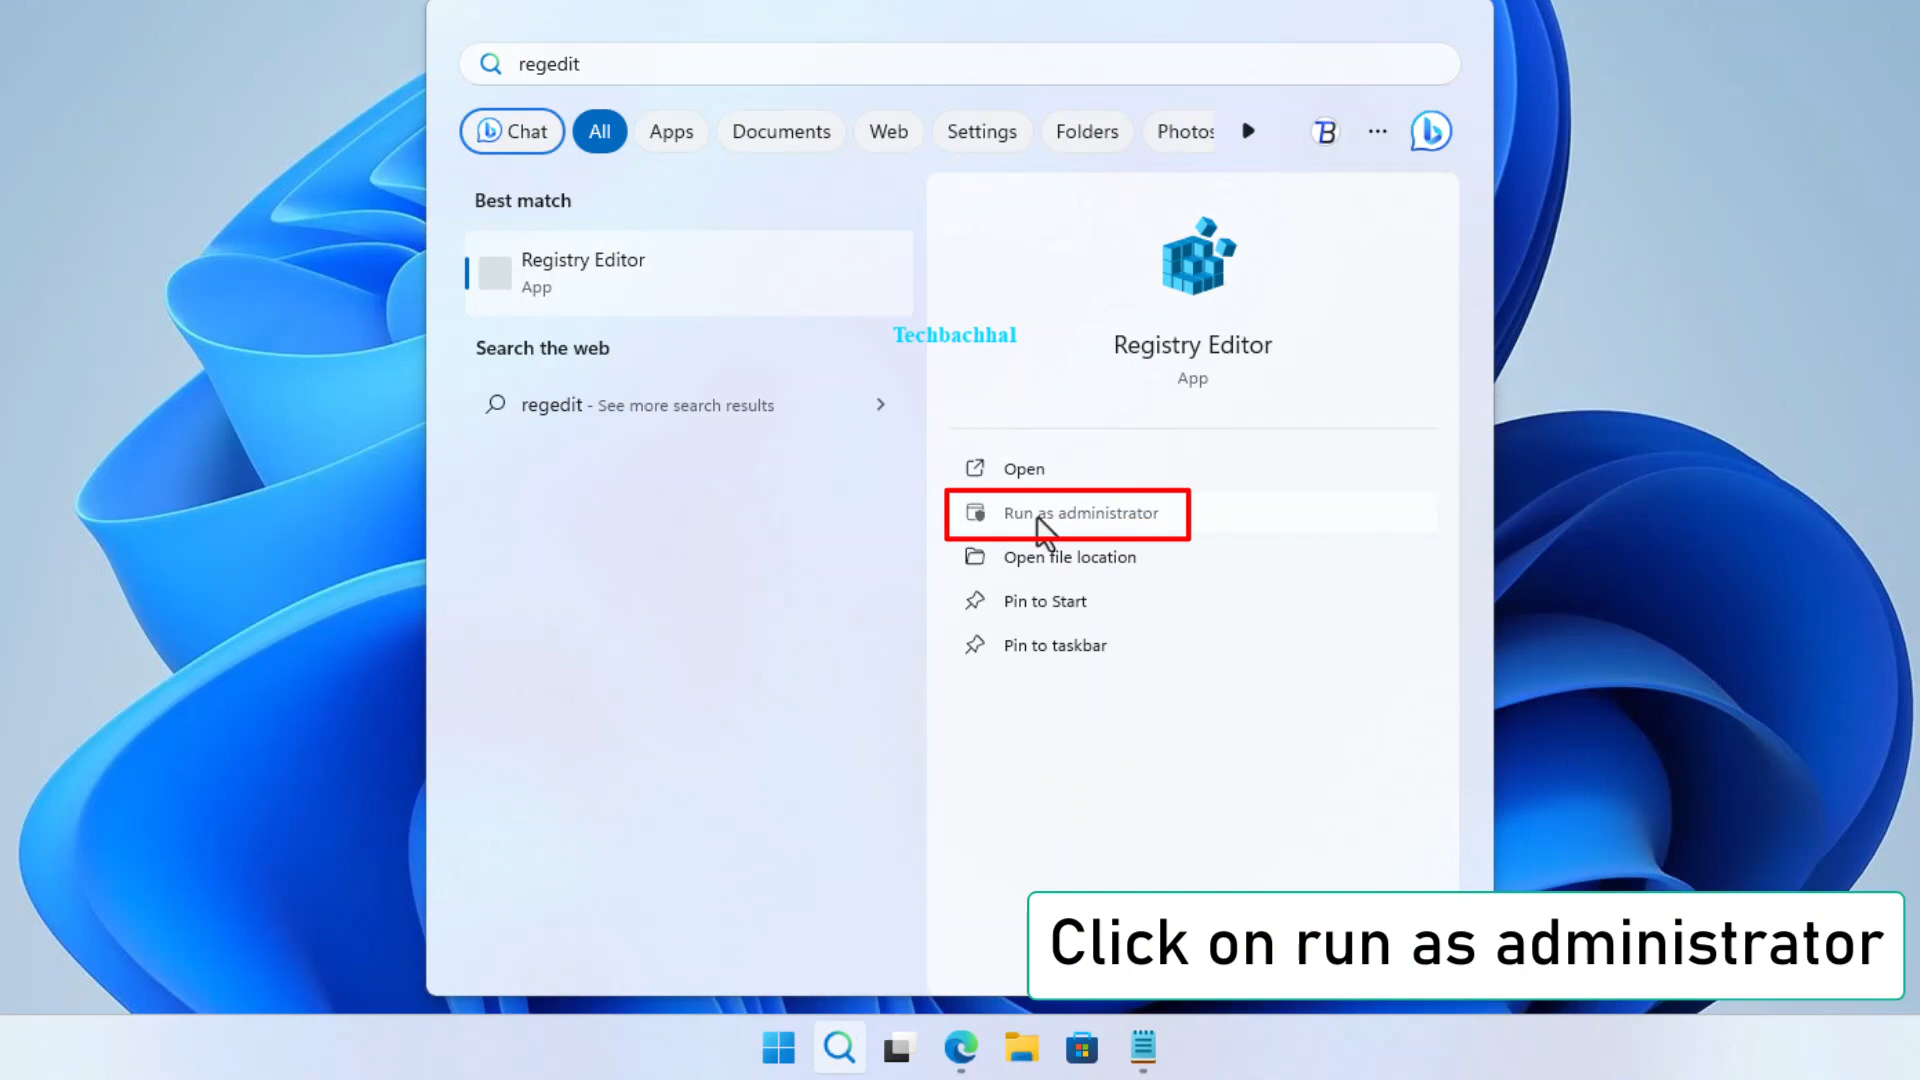 regedit
Chat
All
Apps
Documents
Web
Settings
Folders
Photos
Best match
Registry Editor
App
Search the web
regedit - See more search results
Techbachhal
Registry Editor
App
Open
Run as administrator
Open file location
Pin to Start
Pin to taskbar
Click on run as administrator